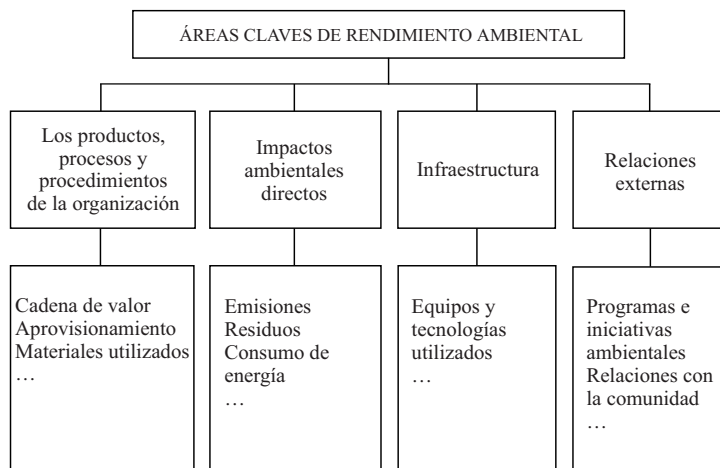 ÁREAS CLAVES DE RENDIMIENTO AMBIENTAL
Los productos,
procesos y
procedimientos
de la organización
Impactos
ambientales
directos
Infraestructura
Relaciones
externas
Cadena de valor
Aprovisionamiento
Materiales utilizados
…
Emisiones
Residuos
Consumo de
energía
…
Equipos y
tecnologías
utilizados
…
Programas e
iniciativas
ambientales
Relaciones con
la comunidad
…